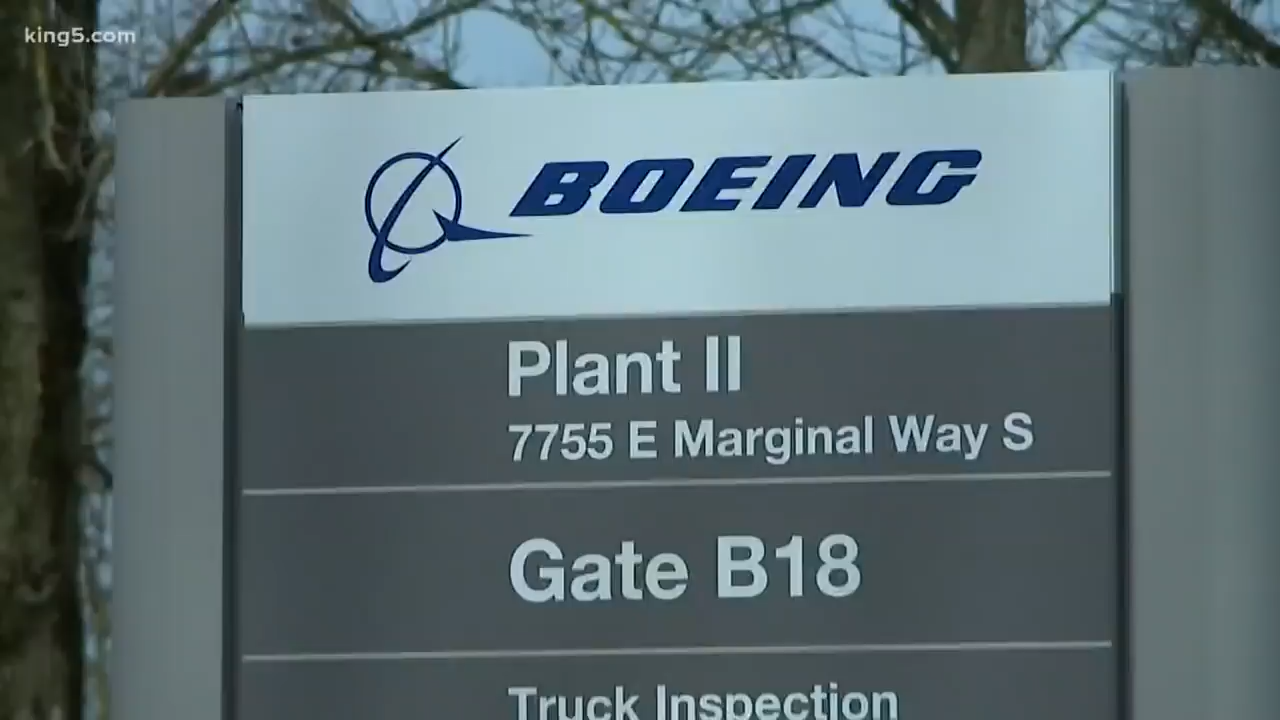 king5.com
BOEING
Plant II
7755 E Marginal Way S
Gate B18
Truck Inspection